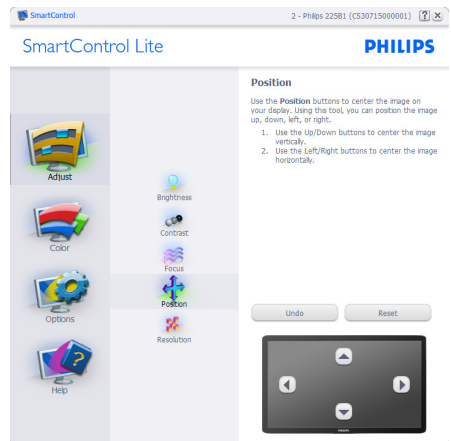 SmartControl
2 - Philips 225B1 (CS30715000001)
SmartControl Lite
PHILIPS
Adjust
Color
Options
Help
Brightness
Contrast
Focus
Position
Resolution
Position
Use the Position buttons to center the image on
your display. Using this tool, you can position the image
up, down, left, or right.
1. Use the Up/Down buttons to center the image
vertically.
2. Use the Left/Right buttons to center the image
horizontally.
Undo
Reset
PHILIPS